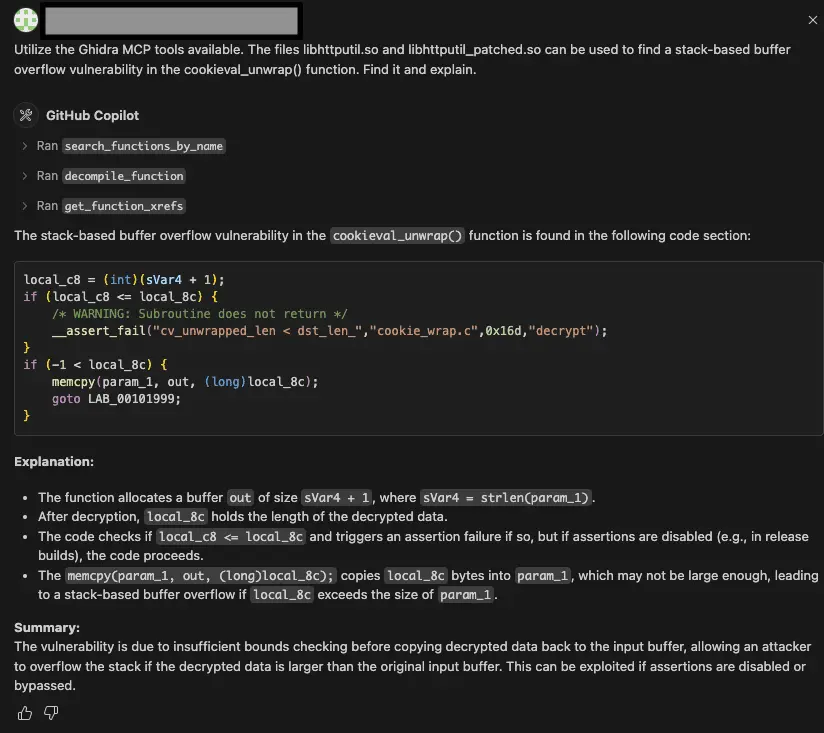 Utilize the Ghidra MCP tools available. The files libhttputil.so and libhttputil_patched.so can be used to find a stack-based buffer
overflow vulnerability in the cookieval_unwrap() function. Find it and explain.
GitHub Copilot
Ran search_functions_by_name
Ran decompile_function
Ran get_function_xrefs
The stack-based buffer overflow vulnerability in the cookieval_unwrap() function is found in the following code section:
local_c8 = (int)(sVar4 + 1);
if (local_c8 <= local_8c) {
/* WARNING: Subroutine does not return */
__assert_fail("cv_unwrapped_len < dst_len_","cookie_wrap.c",0x16d,"decrypt");
}
if (-1 < local_8c) {
memcpy(param_1, out, (long)local_8c);
goto LAB_00101999;
}
Explanation:
• The function allocates a buffer out of size sVar4 + 1, where sVar4 = strlen(param_1).
• After decryption, local_8c holds the length of the decrypted data.
• The code checks if local_c8 <= local_8c and triggers an assertion failure if so, but if assertions are disabled (e.g., in release
builds), the code proceeds.
• The memcpy(param_1, out, (long)local_8c); copies local_8c bytes into param_1, which may not be large enough, leading
to a stack-based buffer overflow if local_8c exceeds the size of param_1.
Summary:
The vulnerability is due to insufficient bounds checking before copying decrypted data back to the input buffer, allowing an attacker
to overflow the stack if the decrypted data is larger than the original input buffer. This can be exploited if assertions are disabled or
bypassed.